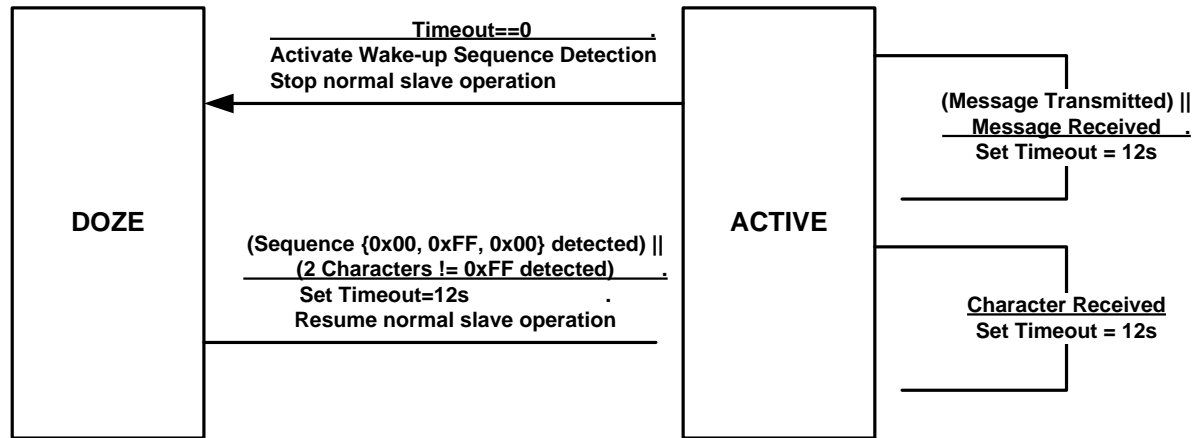 Timeout==0 .
Activate Wake-up Sequence Detection
Stop normal slave operation
(Message Transmitted) ||
Message Received .
Set Timeout = 12s
DOZE
ACTIVE
(Sequence {0x00, 0xFF, 0x00} detected) ||
(2 Characters != 0xFF detected) .
Set Timeout=12s .
Resume normal slave operation
Character Received
Set Timeout = 12s